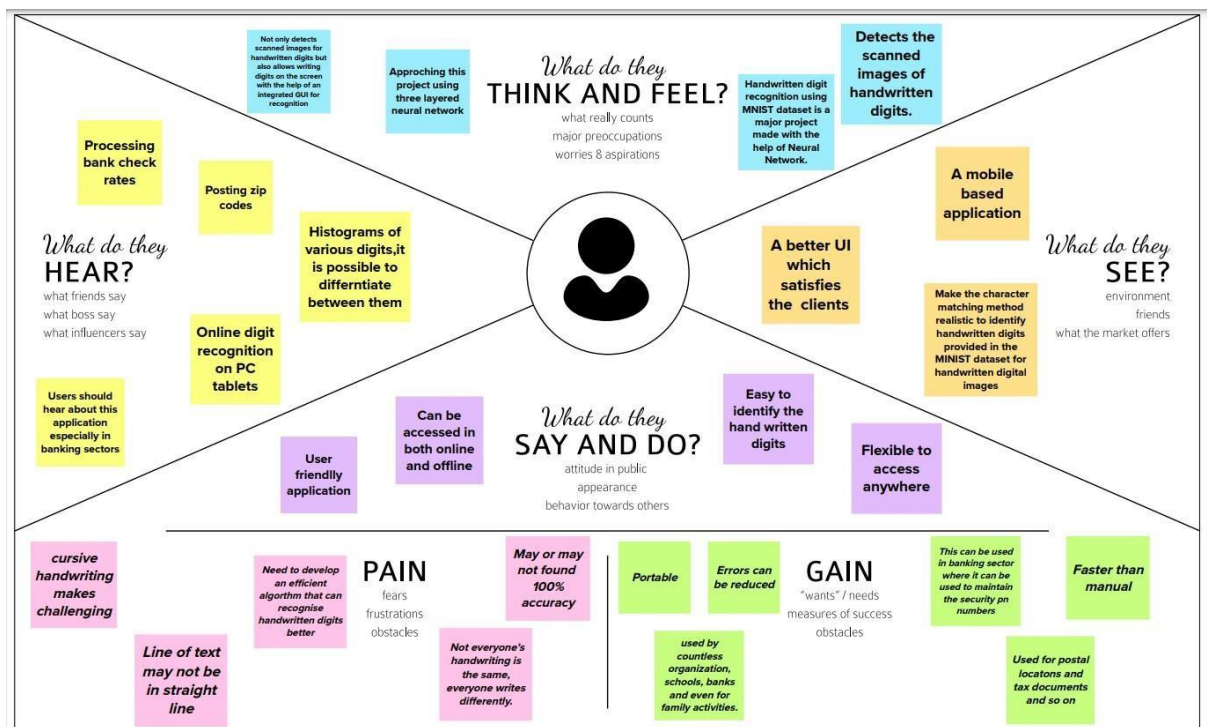 Not only detects
scanned images for
handwritten digits but
also allows writing
digits on the screen
with the help of an
integrated GUI for
recognition
Approching this
project using
three layered
neural network
What do they
THINK AND FEEL?
what really counts
major preoccupations
worries & aspirations
Handwritten digit
recognition using
MNIST dataset is a
major project
made with the
help of Neural
Network.
Detects the
scanned
images of
handwritten
digits.
Processing
bank check
rates
Posting zip
codes
Histograms of
various digits,it
is possible to
differntiate
between them
What do they
HEAR?
what friends say
what boss say
what influencers say
Online digit
recognition
on PC
tablets
Users should
hear about this
application
especially in
banking sectors
A mobile
based
application
A better UI
which
satisfies
the clients
What do they
SEE?
environment
friends
what the market offers
Make the character
matching method
realistic to identify
handwritten digits
provided in the
MINIST dataset for
handwritten digital
images
User
friendlly
application
Can be
accessed in
both online
and offline
What do they
SAY AND DO?
attitude in public
appearance
behavior towards others
Easy to
identify the
hand written
digits
Flexible to
access
anywhere
cursive
handwriting
makes
challenging
Line of text
may not be
in straight
line
Need to develop
an efficient
algorthm that can
recognise
handwritten digits
better
PAIN
fears
frustrations
obstacles
May or may
not found
100%
accuracy
Not everyone's
handwriting is
the same,
everyone writes
differently.
Portable
Errors can
be reduced
used by
countless
organization,
schools, banks
and even for
family activities.
GAIN
"wants" / needs
measures of success
obstacles
This can be used
in banking sector
where it can be
used to maintain
the security pn
numbers
Faster than
manual
Used for postal
locatons and
tax documents
and so on